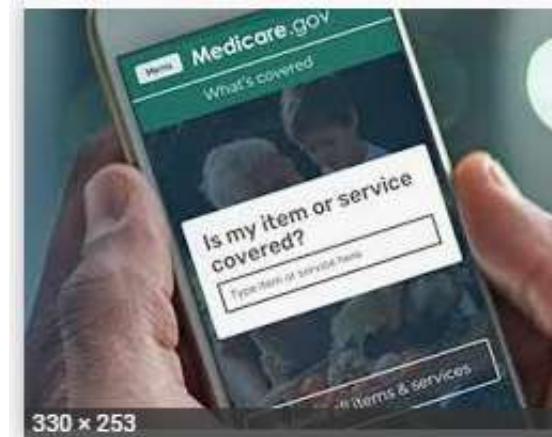 Menu Medicare.gov
What's covered
Is my item or service
covered?
Type item or service here
all items & services
330 × 253